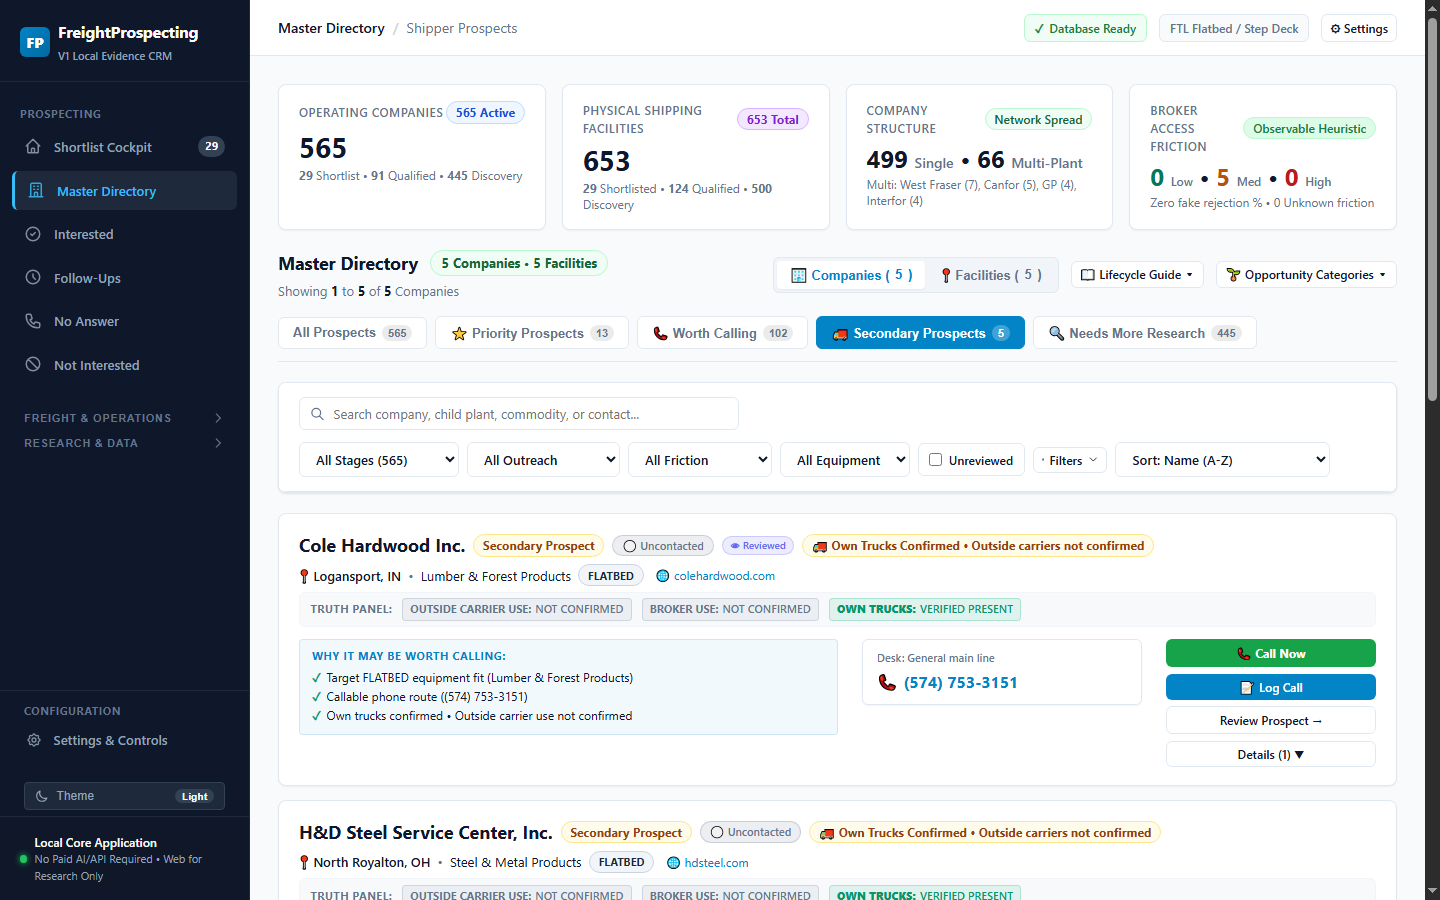 FP
FreightProspecting
V1 Local Evidence CRM
PROSPECTING
Shortlist Cockpit 29
Master Directory
Interested
Follow-Ups
No Answer
Not Interested
FREIGHT & OPERATIONS
RESEARCH & DATA
CONFIGURATION
Settings & Controls
Theme Light
Local Core Application
No Paid AI/API Required • Web for
Research Only
Master Directory / Shipper Prospects
✓ Database Ready
FTL Flatbed / Step Deck
⚙ Settings
OPERATING COMPANIES 565 Active
565
29 Shortlist • 91 Qualified • 445 Discovery
PHYSICAL SHIPPING
FACILITIES
653 Total
653
29 Shortlisted • 124 Qualified • 500
Discovery
COMPANY
STRUCTURE
Network Spread
499 Single • 66 Multi-Plant
Multi: West Fraser (7), Canfor (5), GP (4),
Interfor (4)
BROKER
ACCESS
FRICTION
Observable Heuristic
0 Low • 5 Med • 0 High
Zero fake rejection % • 0 Unknown friction
Master Directory 5 Companies • 5 Facilities
Showing 1 to 5 of 5 Companies
Companies ( 5 )
Facilities ( 5 )
Lifecycle Guide ▾
Opportunity Categories ▾
All Prospects 565
Priority Prospects 13
Worth Calling 102
Secondary Prospects 5
Needs More Research 445
Search company, child plant, commodity, or contact...
All Stages (565)
All Outreach
All Friction
All Equipment
Unreviewed
· Filters
Sort: Name (A-Z)
Cole Hardwood Inc. Secondary Prospect Uncontacted Reviewed Own Trucks Confirmed • Outside carriers not confirmed
Logansport, IN • Lumber & Forest Products FLATBED colehardwood.com
TRUTH PANEL: OUTSIDE CARRIER USE: NOT CONFIRMED BROKER USE: NOT CONFIRMED OWN TRUCKS: VERIFIED PRESENT
WHY IT MAY BE WORTH CALLING:
✓ Target FLATBED equipment fit (Lumber & Forest Products)
✓ Callable phone route ((574) 753-3151)
✓ Own trucks confirmed • Outside carrier use not confirmed
Desk: General main line
(574) 753-3151
Call Now
Log Call
Review Prospect →
Details (1) ▼
H&D Steel Service Center, Inc. Secondary Prospect Uncontacted Own Trucks Confirmed • Outside carriers not confirmed
North Royalton, OH • Steel & Metal Products FLATBED hdsteel.com
TRUTH PANEL: OUTSIDE CARRIER USE: NOT CONFIRMED BROKER USE: NOT CONFIRMED OWN TRUCKS: VERIFIED PRESENT